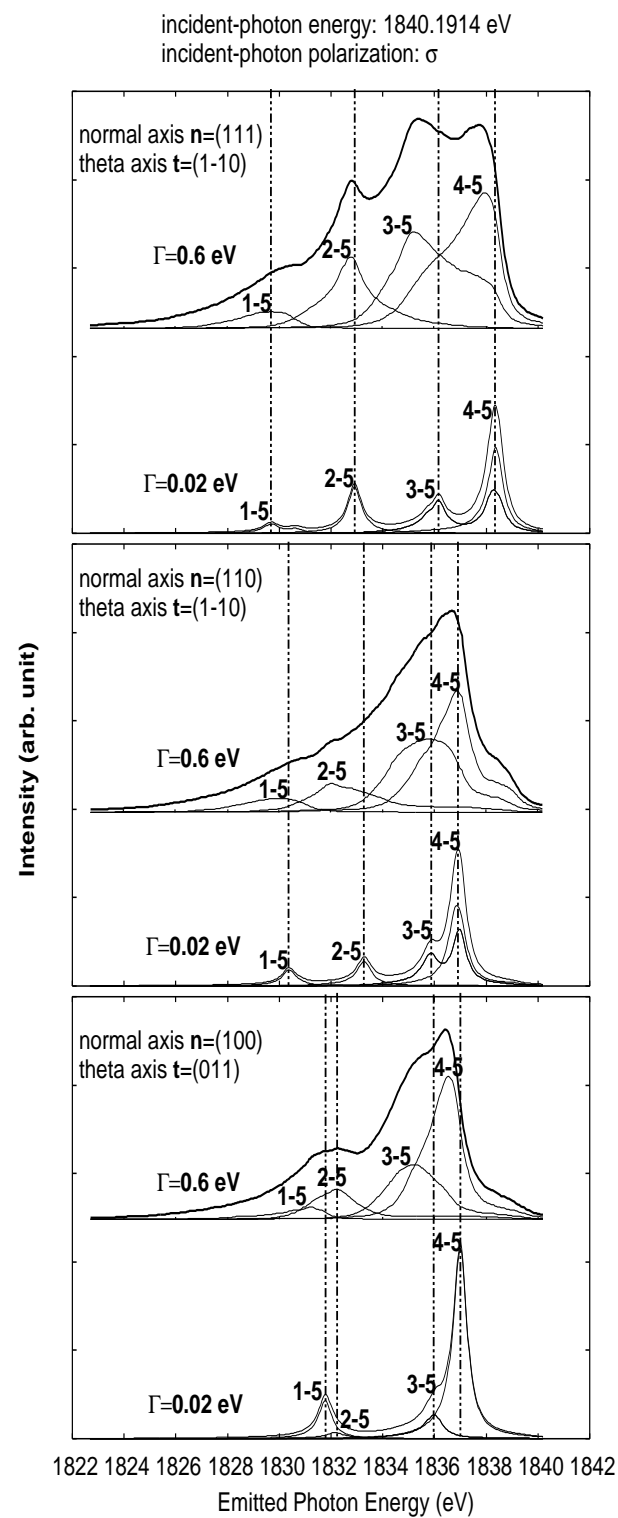 incident-photon energy: 1840.1914 eV
incident-photon polarization: σ
normal axis n=(111)
theta axis t=(1-10)
4-5
3-5
2-5
Γ=0.6 eV
1-5
4-5
3-5
2-5
Γ=0.02 eV
1-5
normal axis n=(110)
theta axis t=(1-10)
4-5
3-5
Γ=0.6 eV
2-5
1-5
4-5
3-5
2-5
Γ=0.02 eV
1-5
normal axis n=(100)
theta axis t=(011)
4-5
3-5
2-5
Γ=0.6 eV
1-5
4-5
3-5
1-5
Γ=0.02 eV
2-5
Intensity (arb. unit)
1822 1824 1826 1828 1830 1832 1834 1836 1838 1840 1842
Emitted Photon Energy (eV)